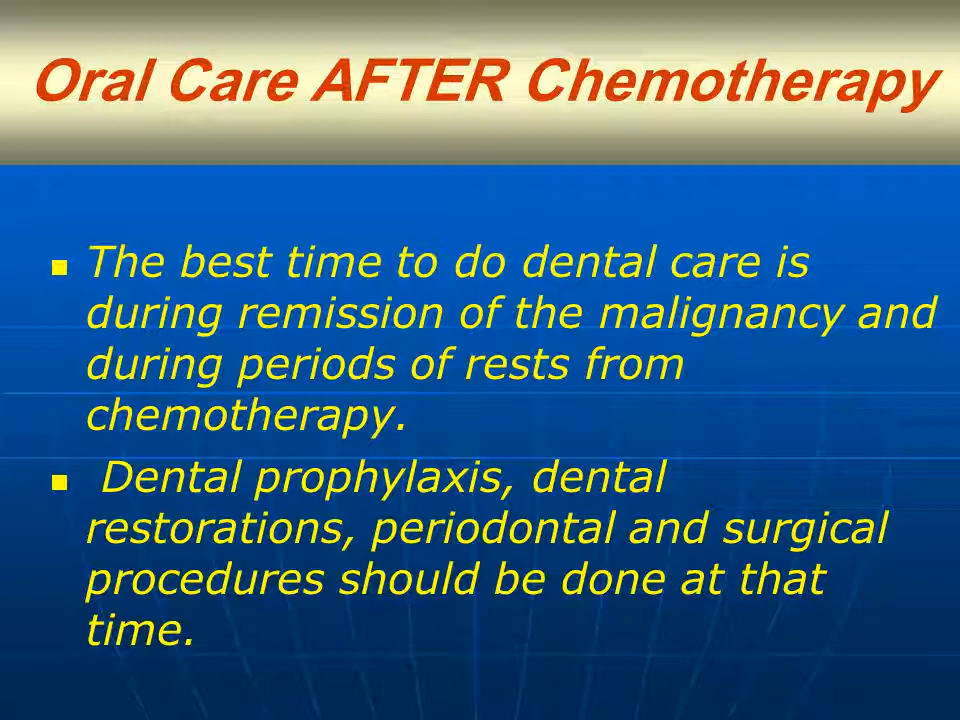 Oral Care AFTER Chemotherapy
The best time to do dental care is
during remission of the malignancy and
during periods of rests from
chemotherapy.
Dental prophylaxis, dental
restorations, periodontal and surgical
procedures should be done at that
time.